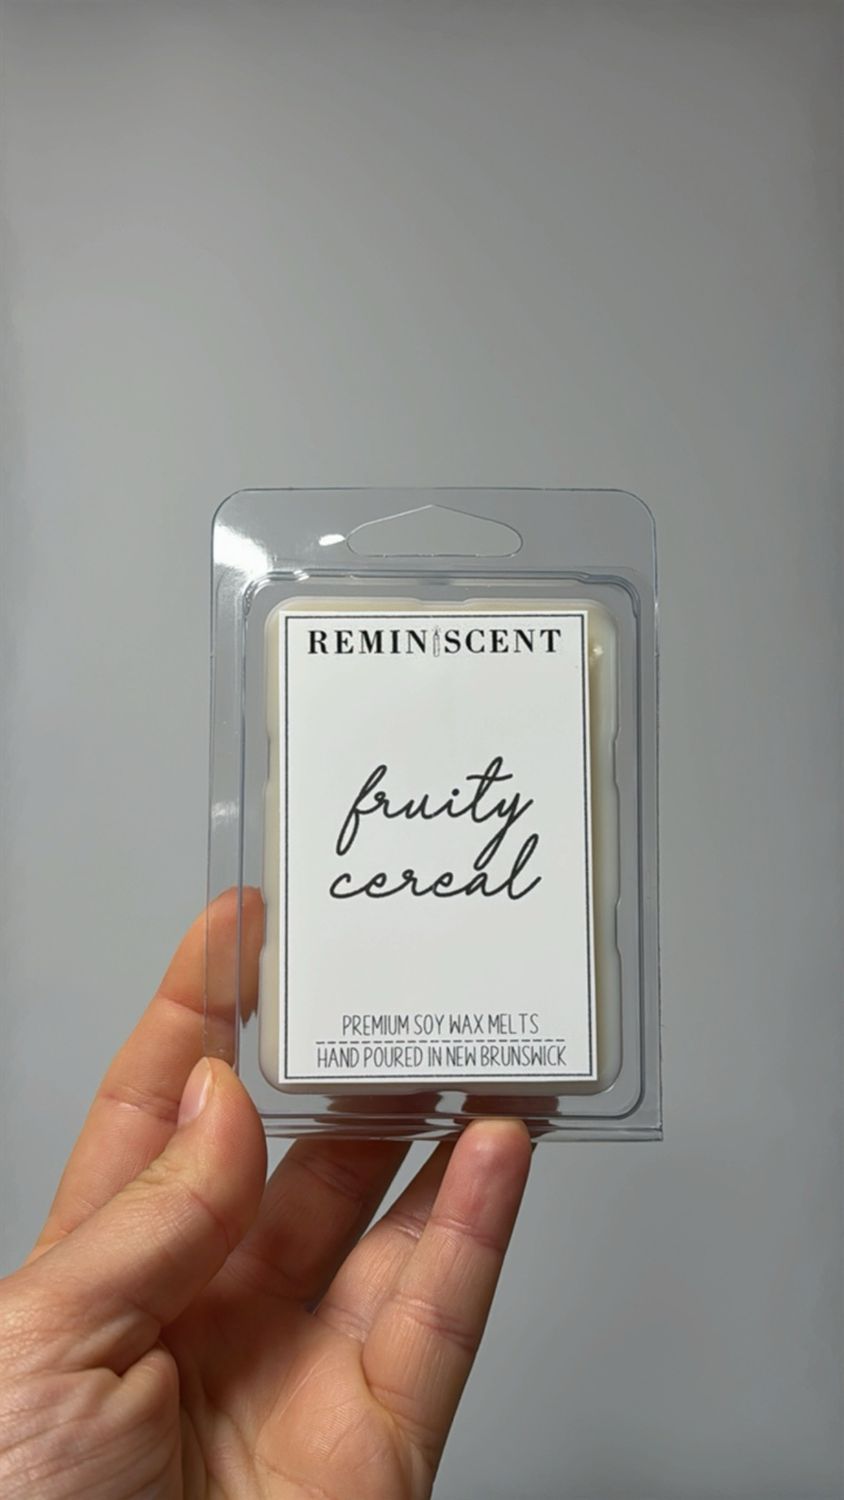 REMINISCENT
fruity
cereal
PREMIUM SOY WAX MELTS
HAND POURED IN NEW BRUNSWICK